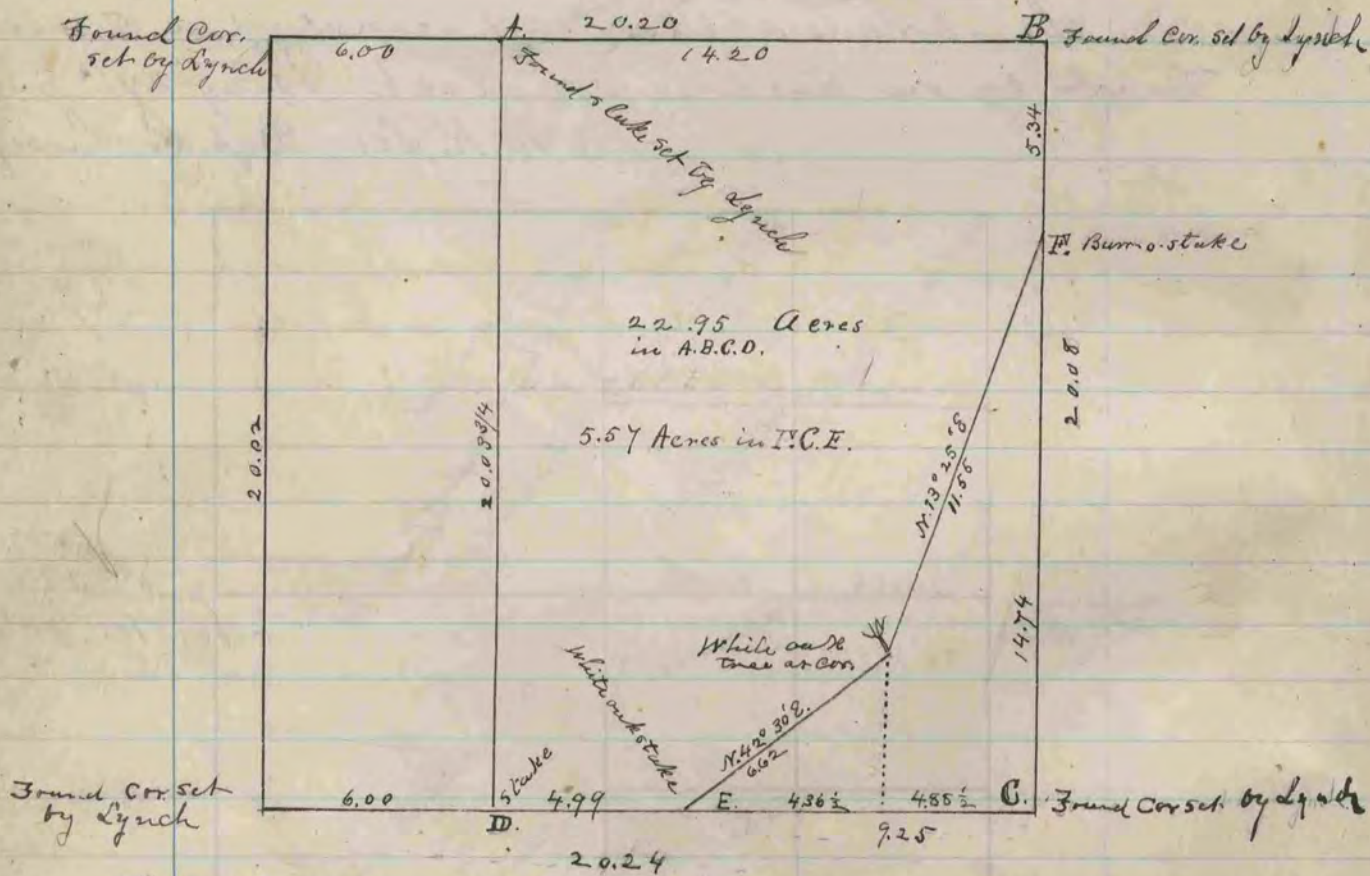 20.20
Found Cor.
set by Lynch
6.00
A.
14.20
B
Found Cor. set by Lynch
Found stake set by Lynch
5.34
F. Burr o. stake
22.95 Acres
in A.B.C.D.
20.08
5.57 Acres in F.C.E.
20.02
20.03 3/4
N. 13° 25' E
11.56
14.74
White oak
tree as cor.
White oak stake
N. 42° 30' E.
6.62
Stake
Found Cor set
by Lynch
6.00
D.
4.99
E.
4.36 1/2
4.88 1/2
C.
Found Cor set by Lynch
9.25
20.24